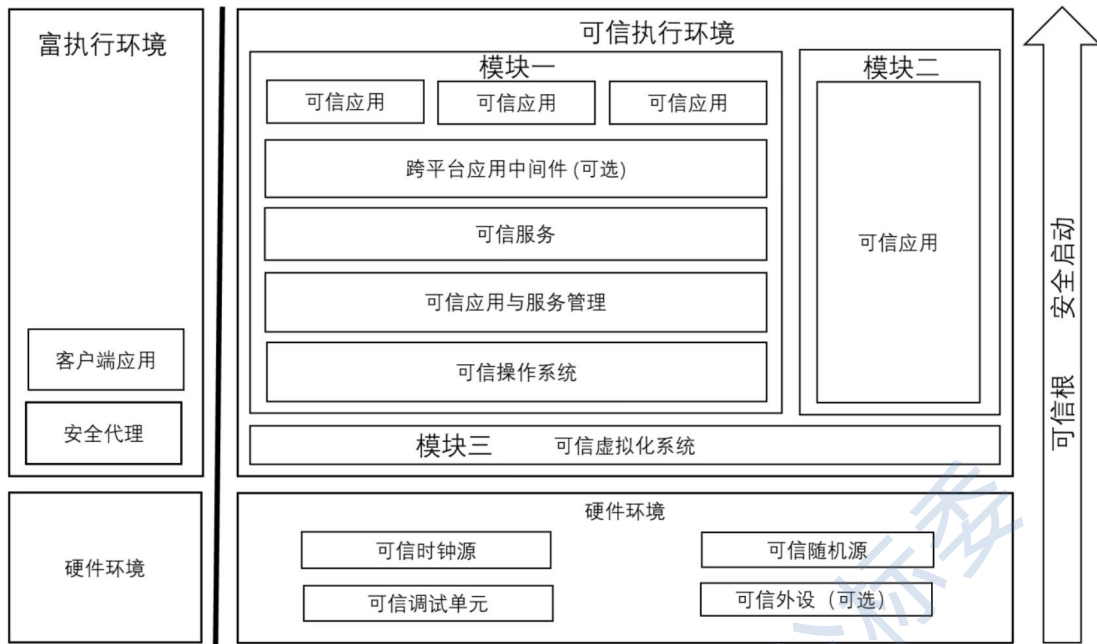 富执行环境
客户端应用
安全代理
硬件环境
可信执行环境
模块一
可信应用
可信应用
可信应用
跨平台应用中间件 (可选)
可信服务
可信应用与服务管理
可信操作系统
模块二
可信应用
模块三 可信虚拟化系统
硬件环境
可信时钟源
可信随机源
可信调试单元
可信外设（可选）
可信根 安全启动
标委